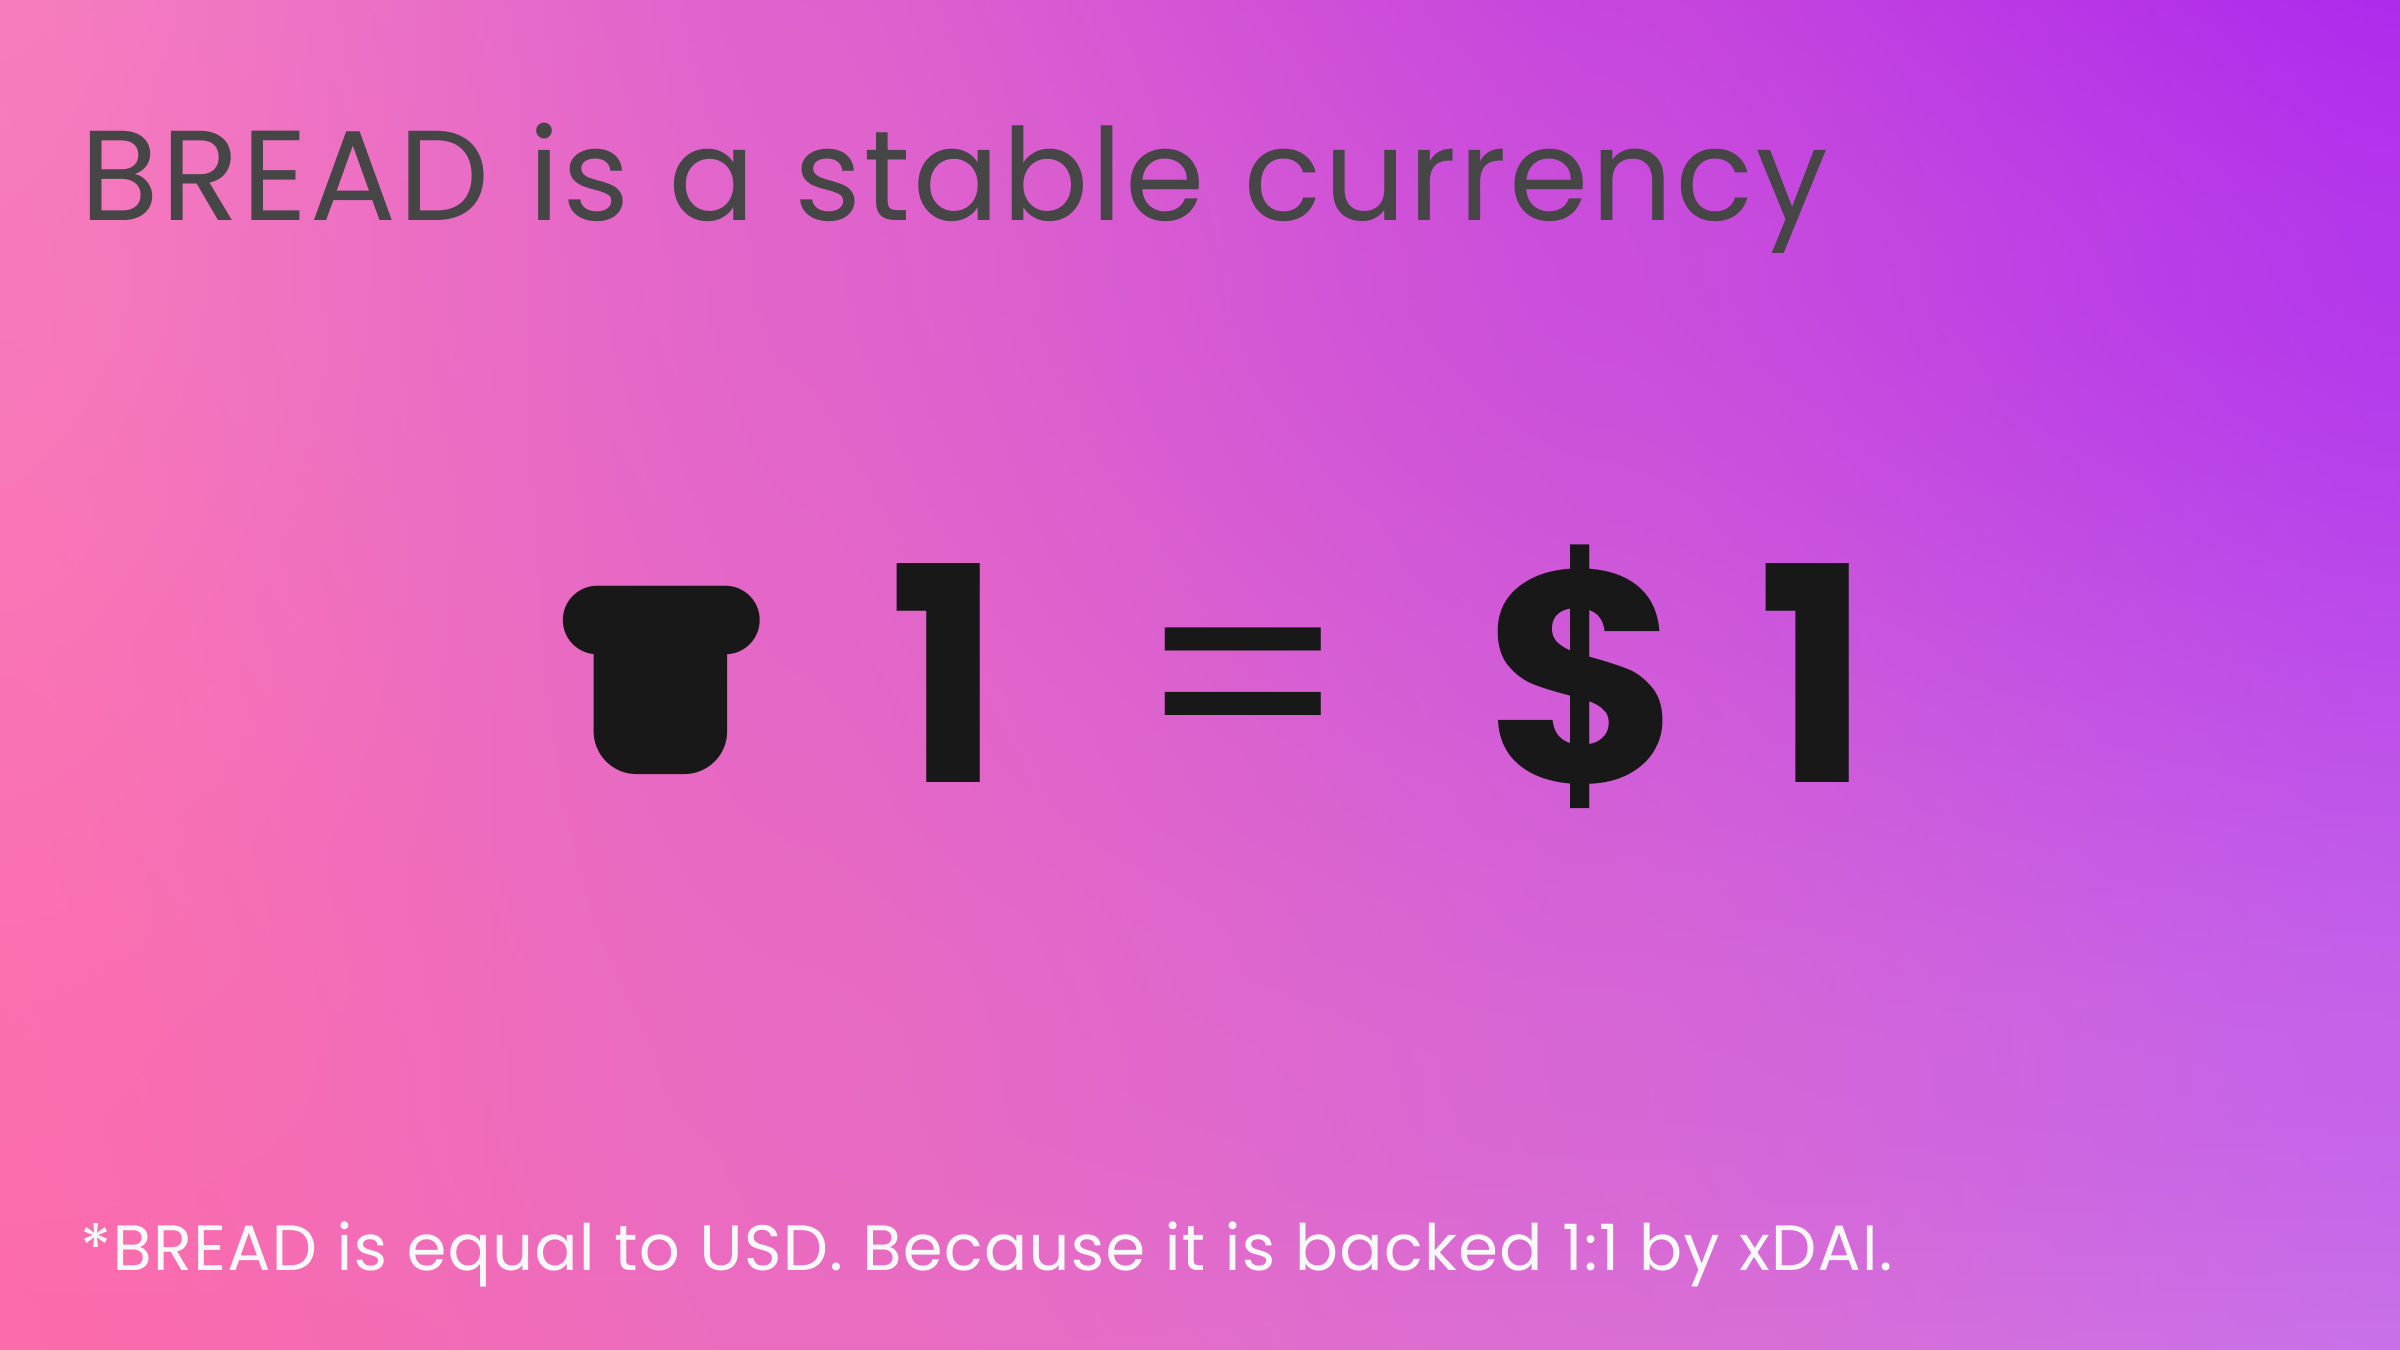 BREAD is a stable currency
1 = $ 1
*BREAD is equal to USD. Because it is backed 1:1 by xDAI.